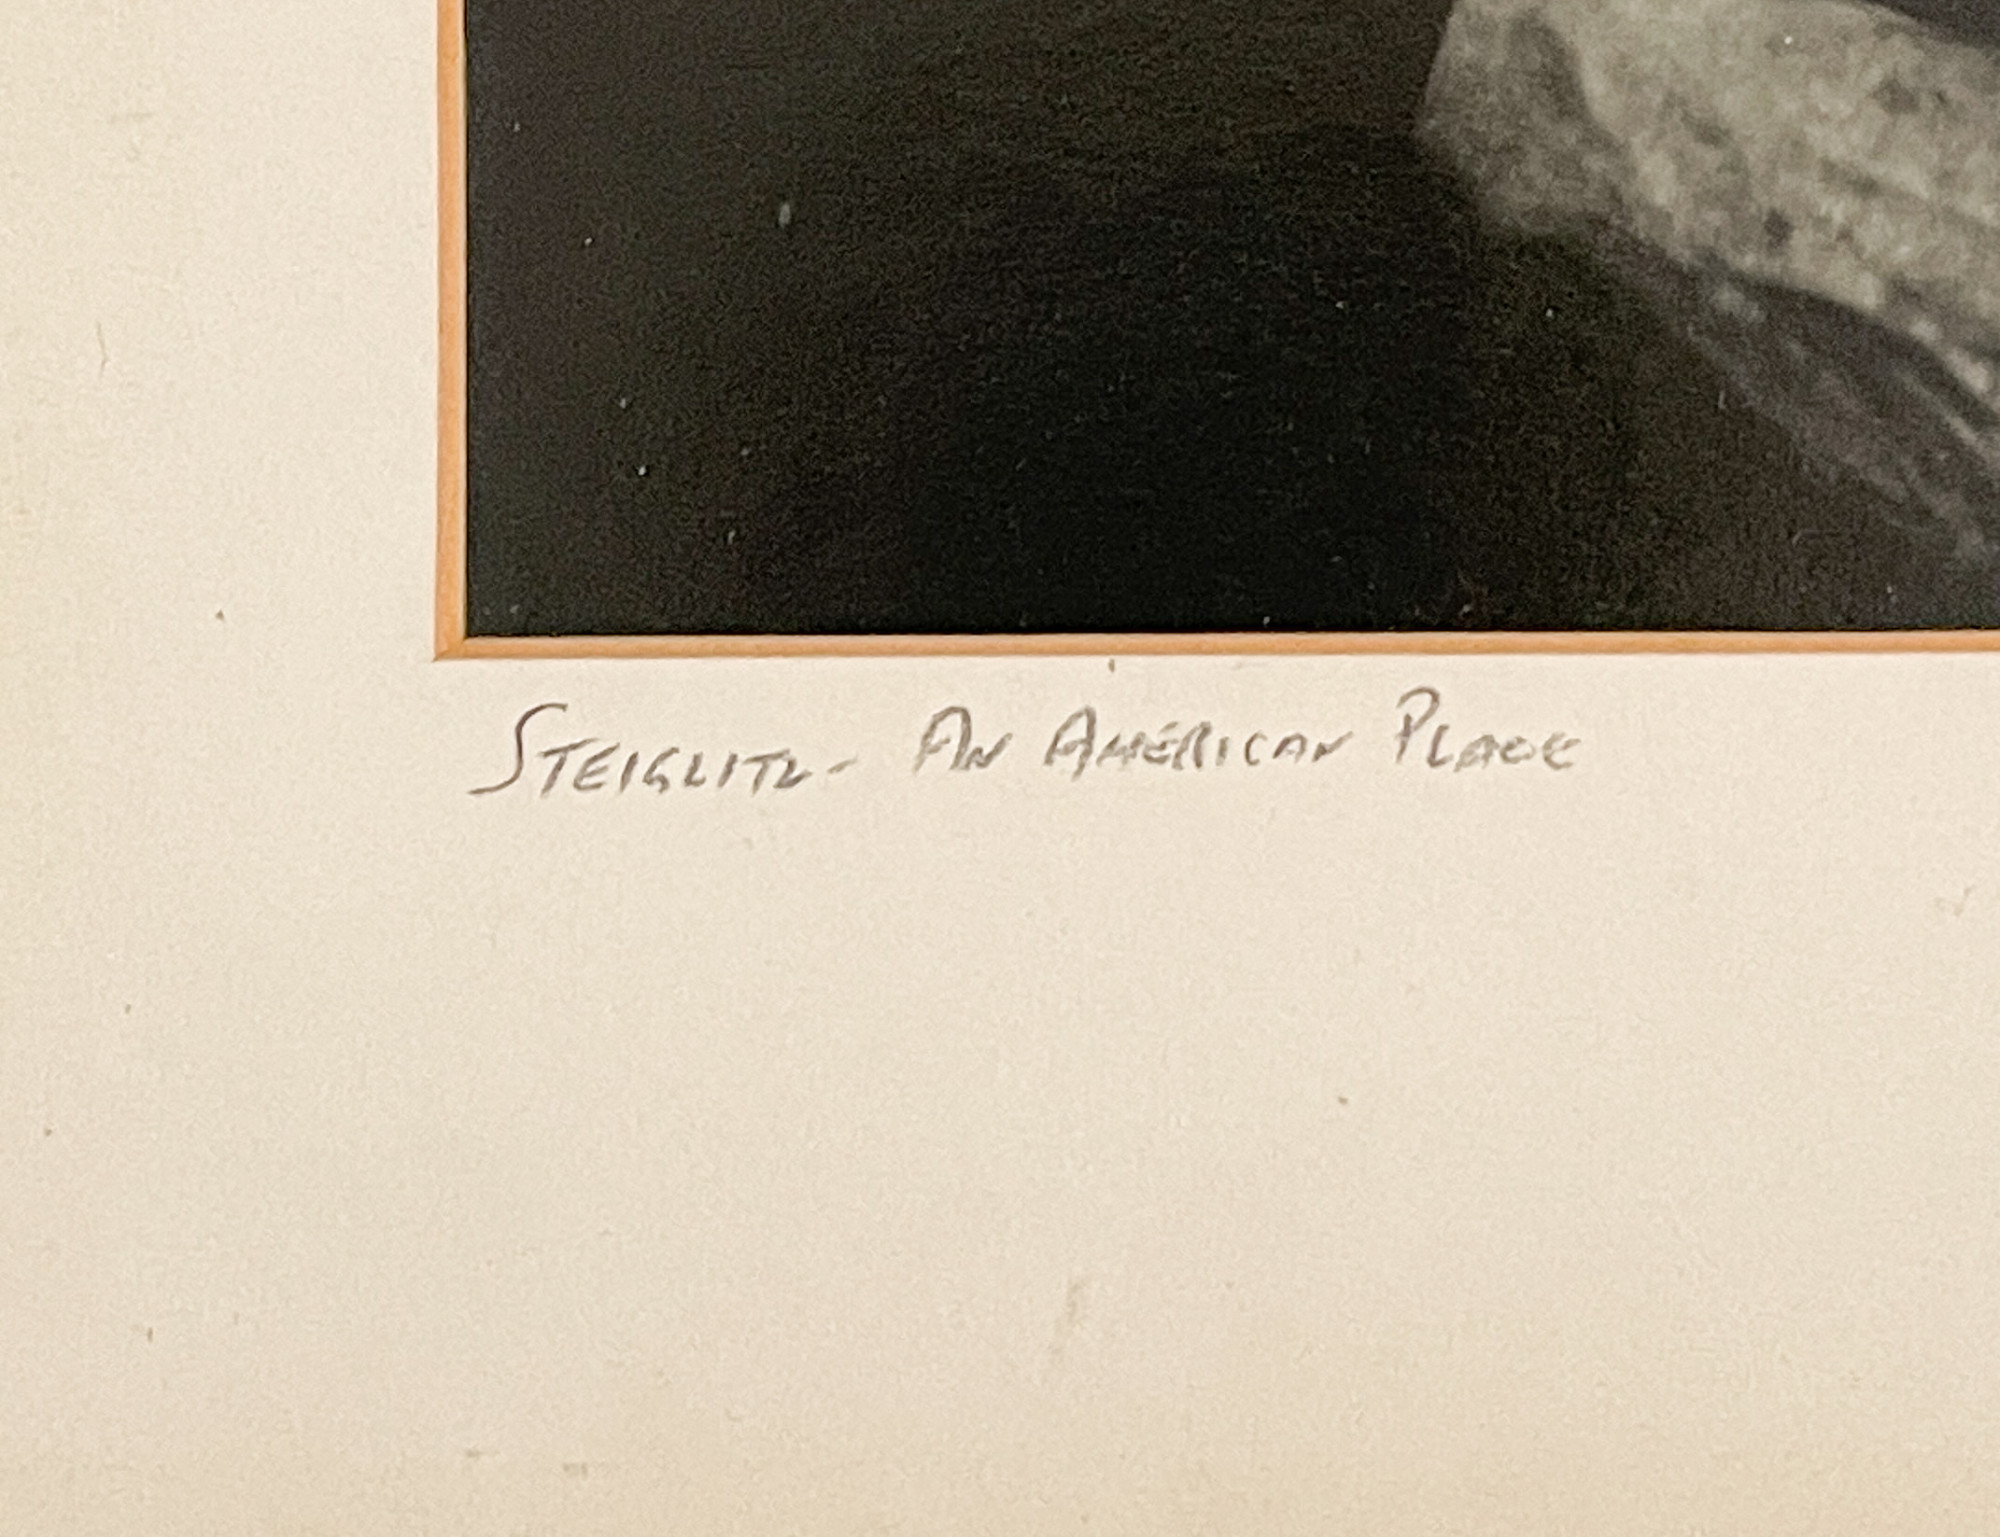 STEIGLITZ - AN AMERICAN PLACE